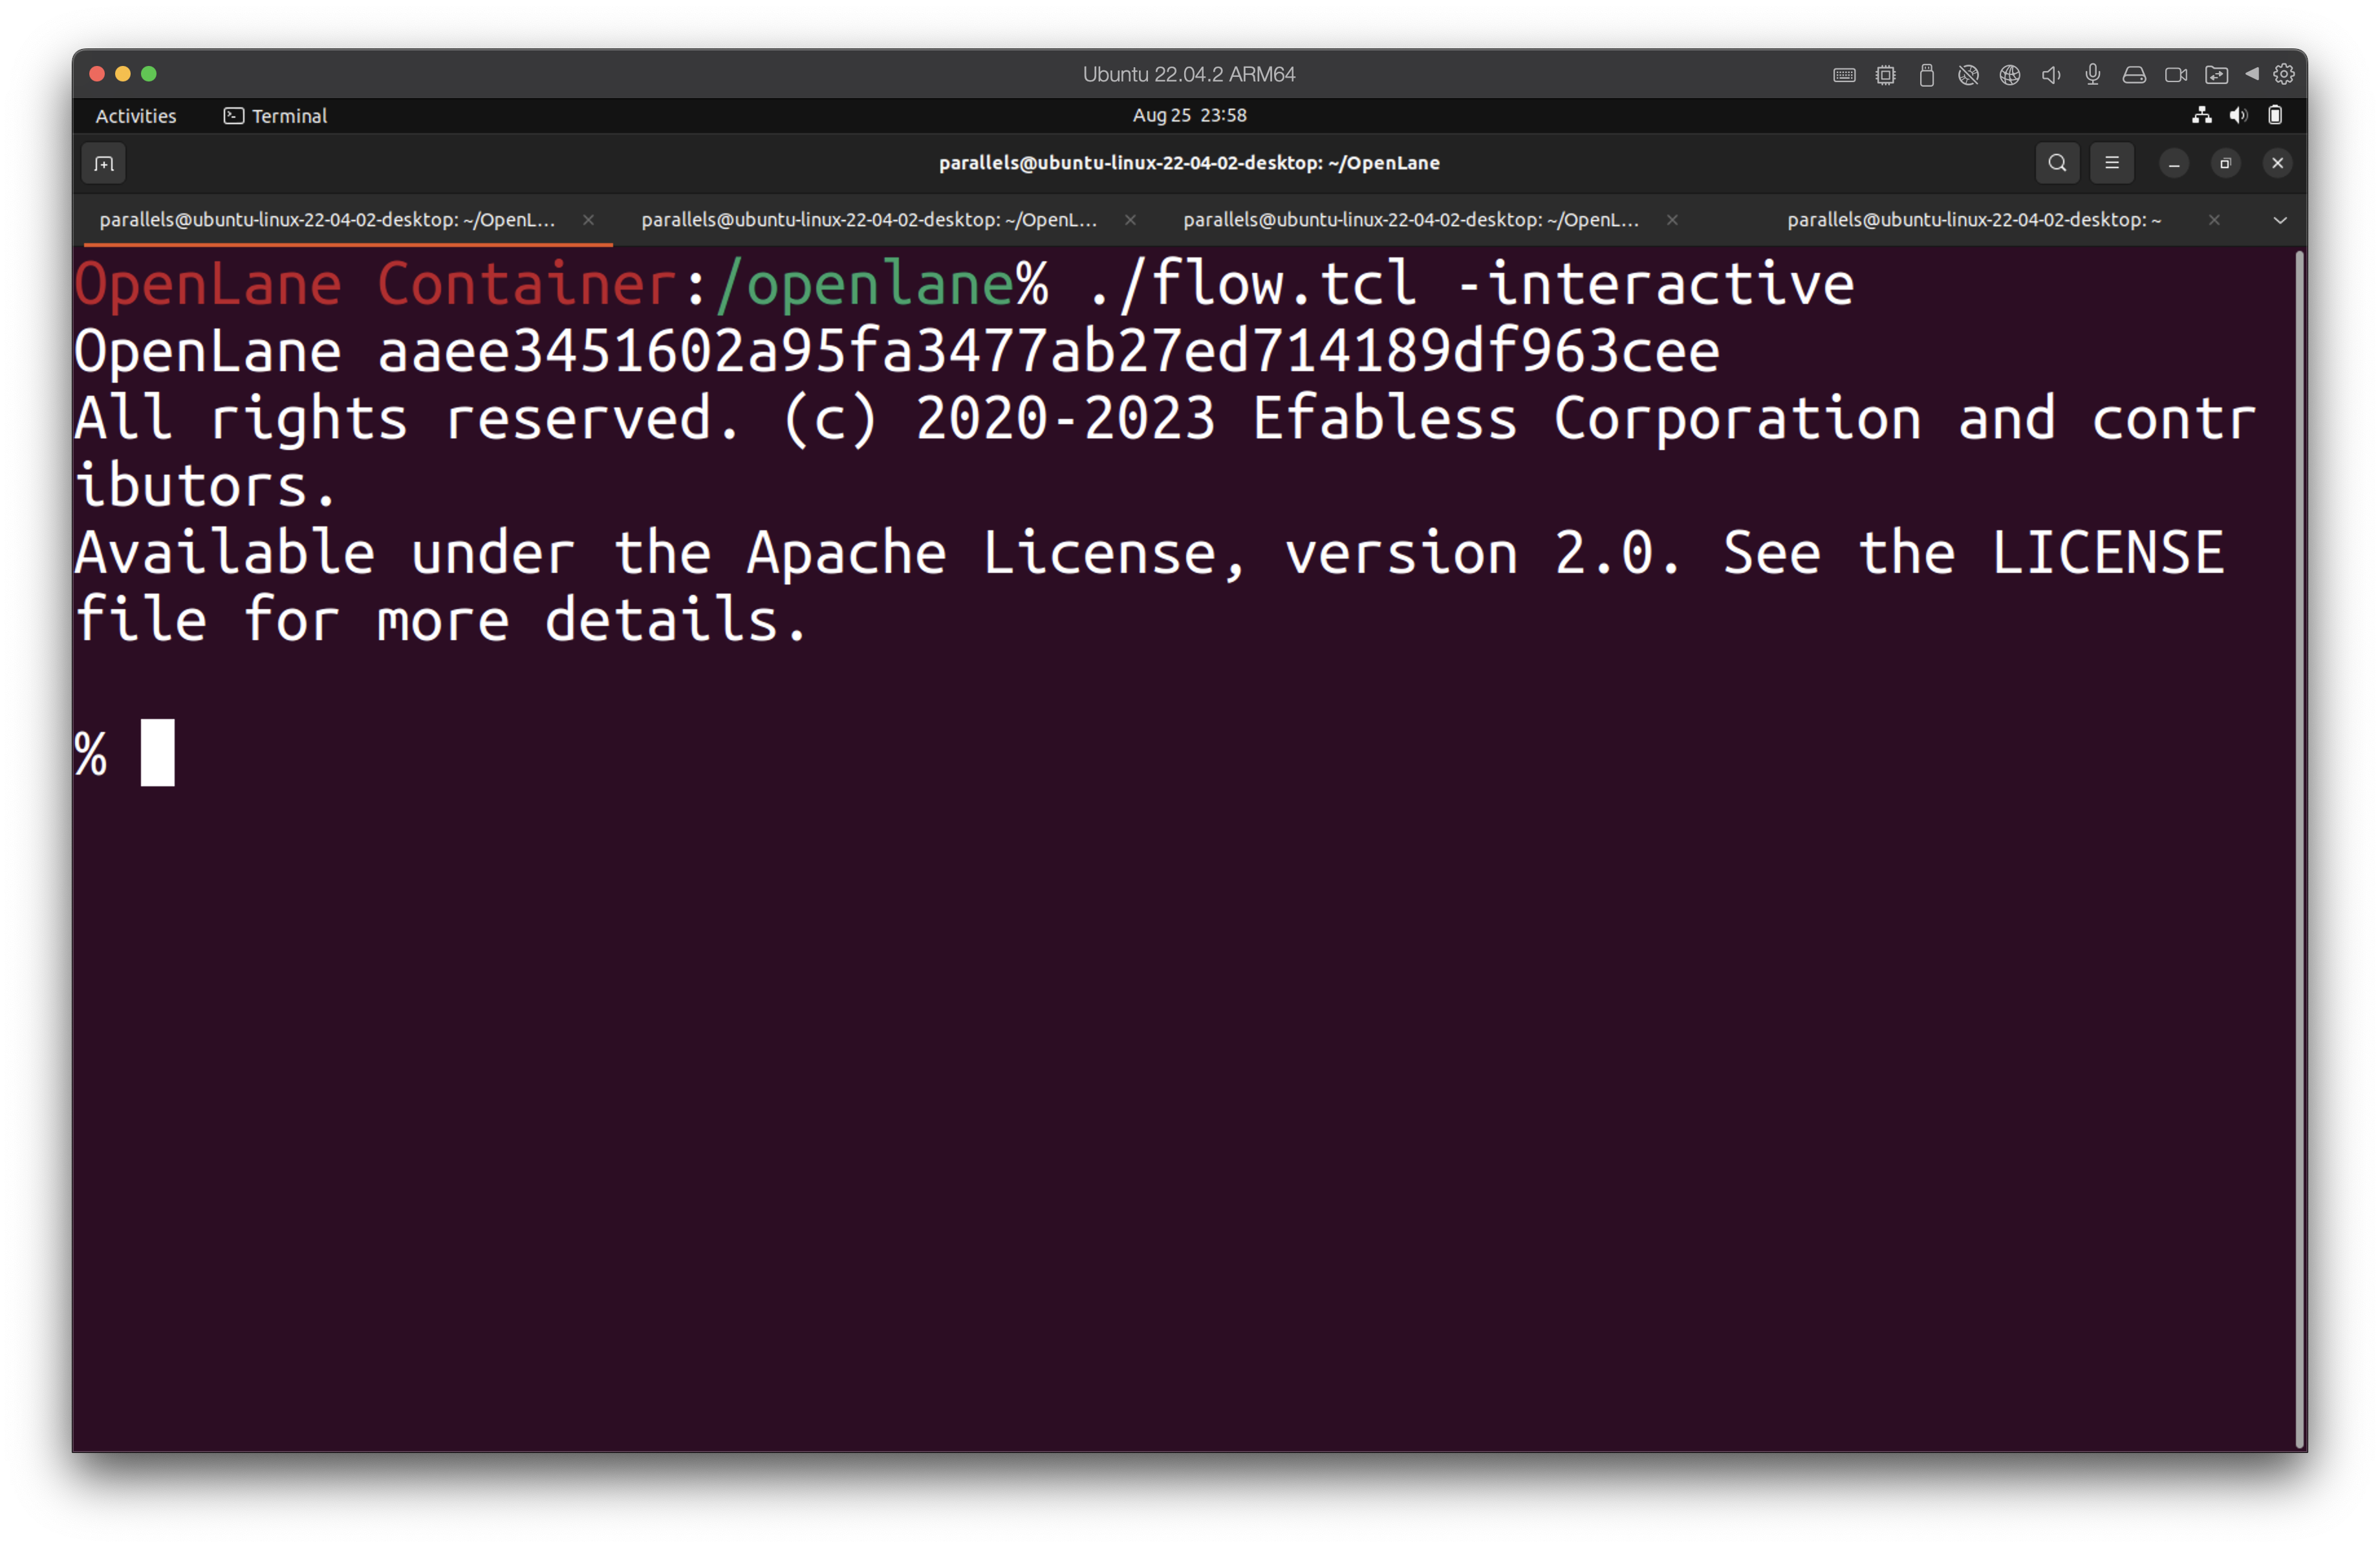 Ubuntu 22.04.2 ARM64
Activities Terminal Aug 25 23:58
parallels@ubuntu-linux-22-04-02-desktop: ~/OpenLane
parallels@ubuntu-linux-22-04-02-desktop: ~/OpenL... parallels@ubuntu-linux-22-04-02-desktop: ~/OpenL... parallels@ubuntu-linux-22-04-02-desktop: ~/OpenL... parallels@ubuntu-linux-22-04-02-desktop: ~
OpenLane Container:/openlane% ./flow.tcl -interactive
OpenLane aaee3451602a95fa3477ab27ed714189df963cee
All rights reserved. (c) 2020-2023 Efabless Corporation and contr
ibutors.
Available under the Apache License, version 2.0. See the LICENSE
file for more details.
%